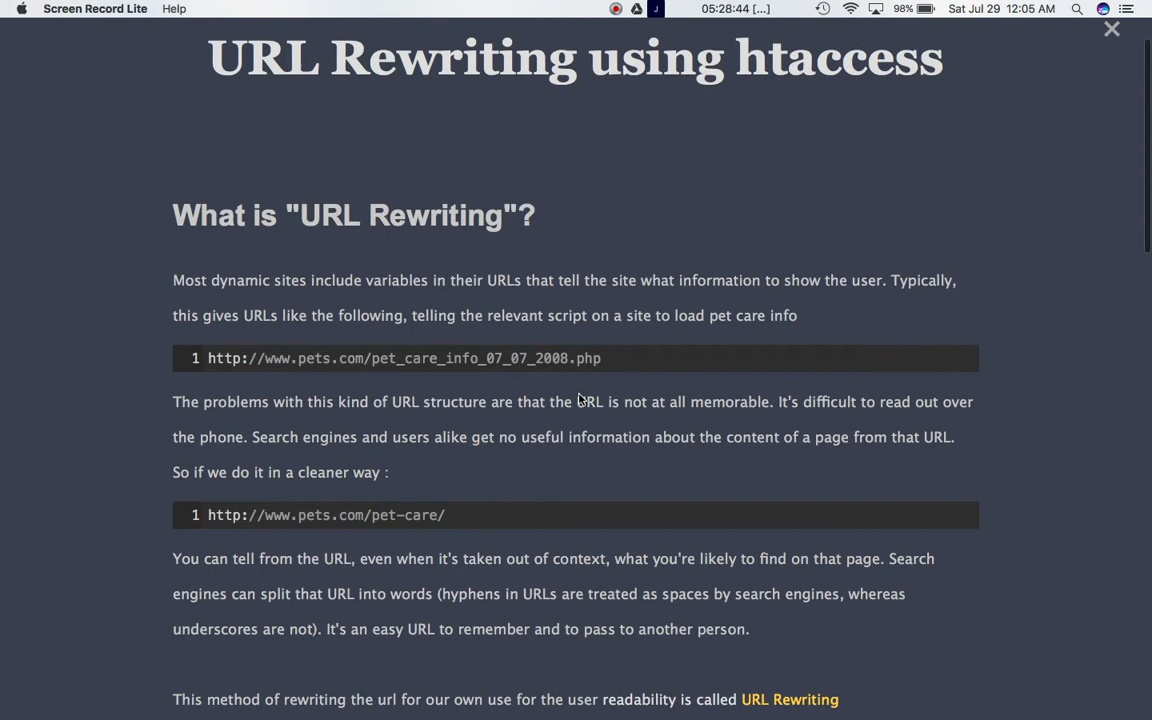 Screen Record Lite Help J 05:28:44 [...] 98% Sat Jul 29 12:05 AM
URL Rewriting using htaccess
What is "URL Rewriting"?
Most dynamic sites include variables in their URLs that tell the site what information to show the user. Typically,
this gives URLs like the following, telling the relevant script on a site to load pet care info
1 http://www.pets.com/pet_care_info_07_07_2008.php
The problems with this kind of URL structure are that the URL is not at all memorable. It's difficult to read out over
the phone. Search engines and users alike get no useful information about the content of a page from that URL.
So if we do it in a cleaner way :
1 http://www.pets.com/pet-care/
You can tell from the URL, even when it's taken out of context, what you're likely to find on that page. Search
engines can split that URL into words (hyphens in URLs are treated as spaces by search engines, whereas
underscores are not). It's an easy URL to remember and to pass to another person.
This method of rewriting the url for our own use for the user readability is called URL Rewriting